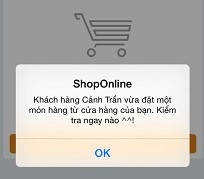 ShopOnline
Khách hàng Cảnh Trần vừa đặt một
món hàng từ cửa hàng của bạn. Kiểm
tra ngay nào ^^!
OK